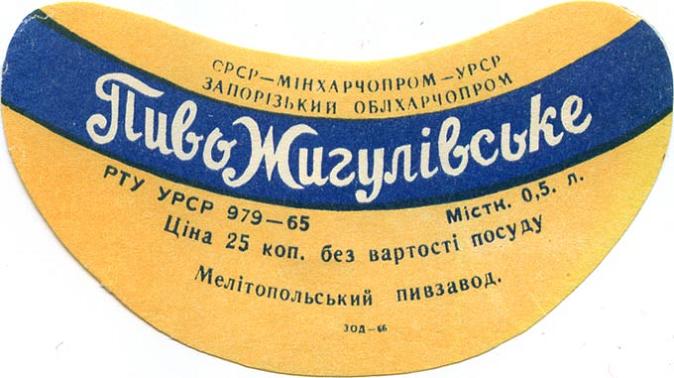 СРСР—МІНХАРЧОПРОМ—УРСР
ЗАПОРІЗЬКИЙ ОБЛХАРЧОПРОМ
Пиво Жигулівське
РТУ УРСР 979—65 Містк. 0,5. л.
Ціна 25 коп. без вартості посуду
Мелітопольський пивзавод.
ЗОД—66